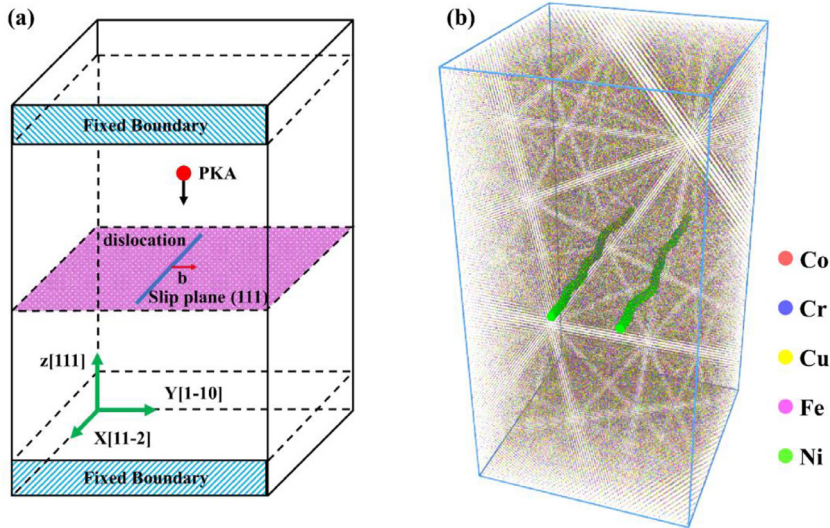 (a)
Fixed Boundary
PKA
dislocation
b
Slip plane (111)
z[111]
Y[1-10]
X[11-2]
Fixed Boundary
(b)
Co
Cr
Cu
Fe
Ni